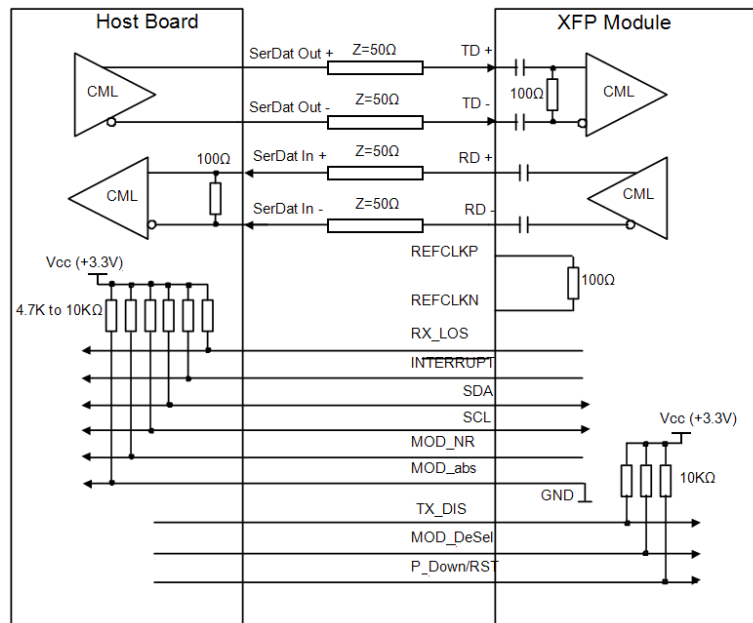 Host Board
XFP Module
SerDat Out +
Z=50Ω
TD +
CML
100Ω
CML
SerDat Out -
Z=50Ω
TD -
100Ω
SerDat In +
Z=50Ω
RD +
CML
CML
SerDat In -
Z=50Ω
RD -
REFCLKP
Vcc (+3.3V)
100Ω
4.7K to 10KΩ
REFCLKN
RX_LOS
INTERRUPT
SDA
SCL
Vcc (+3.3V)
MOD_NR
MOD_abs
10KΩ
GND
TX_DIS
MOD_DeSel
P_Down/RST